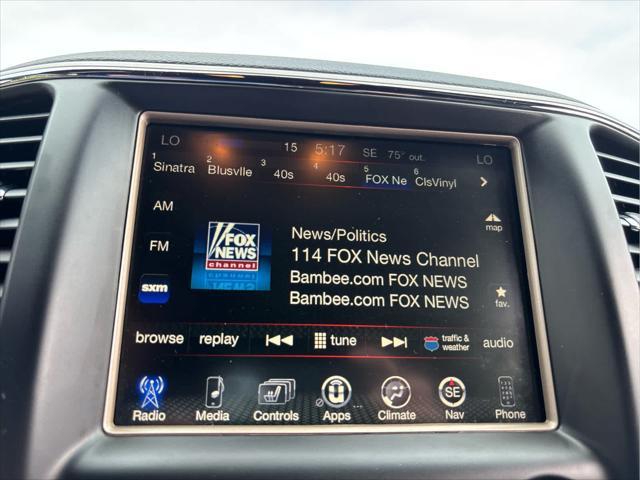 LO 15 5:17 SE 75° out. LO
1 Sinatra 2 Blusvlle 3 40s 4 40s 5 FOX Ne 6 ClsVinyl
AM
FM
sxm
FOX
NEWS
channel
News/Politics
114 FOX News Channel
Bambee.com FOX NEWS
Bambee.com FOX NEWS
map
fav.
browse replay tune traffic & weather audio
Radio Media Controls Apps Climate Nav Phone
SE